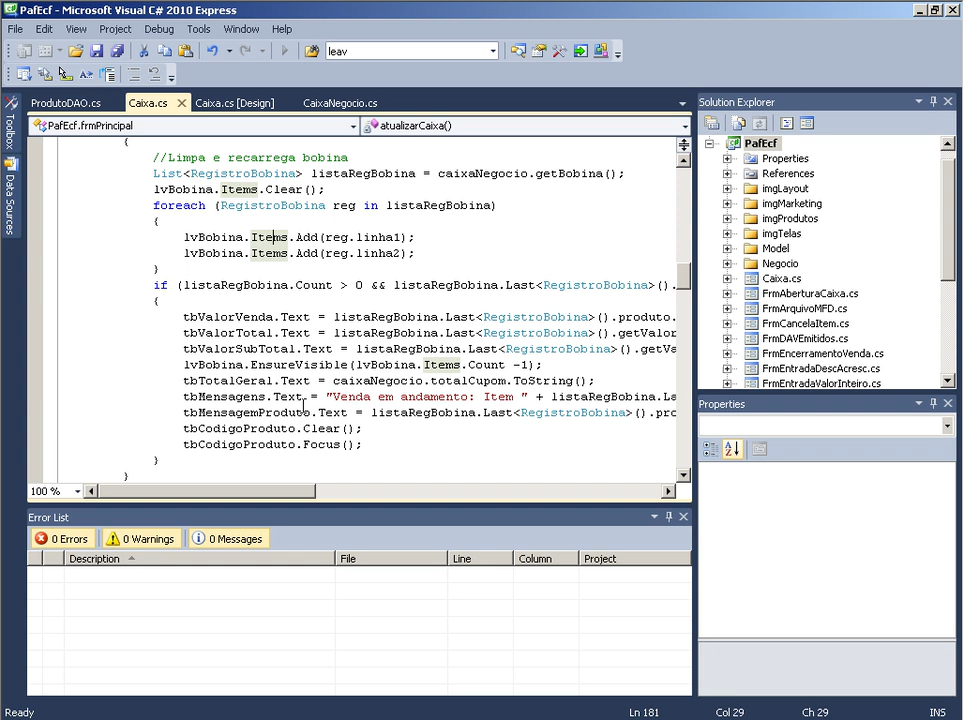 PafEcf - Microsoft Visual C# 2010 Express
File Edit View Project Debug Tools Window Help
leav
ProdutoDAO.cs Caixa.cs Caixa.cs [Design] CaixaNegocio.cs
PafEcf.frmPrincipal atualizarCaixa()
{
//Limpa e recarrega bobina
List<RegistroBobina> listaRegBobina = caixaNegocio.getBobina();
lvBobina.Items.Clear();
foreach (RegistroBobina reg in listaRegBobina)
{
lvBobina.Items.Add(reg.linha1);
lvBobina.Items.Add(reg.linha2);
}
if (listaRegBobina.Count > 0 && listaRegBobina.Last<RegistroBobina>().
{
tbValorVenda.Text = listaRegBobina.Last<RegistroBobina>().produto.
tbValorTotal.Text = listaRegBobina.Last<RegistroBobina>().getValor
tbValorSubTotal.Text = listaRegBobina.Last<RegistroBobina>().getVa
lvBobina.EnsureVisible(lvBobina.Items.Count -1);
tbTotalGeral.Text = caixaNegocio.totalCupom.ToString();
tbMensagens.Text = "Venda em andamento: Item " + listaRegBobina.La
tbMensagemProduto.Text = listaRegBobina.Last<RegistroBobina>().pro
tbCodigoProduto.Clear();
tbCodigoProduto.Focus();
}
}
100 %
Toolbox
Data Sources
Solution Explorer
PafEcf
Properties
References
imgLayout
imgMarketing
imgProdutos
imgTelas
Model
Negocio
Caixa.cs
FrmAberturaCaixa.cs
FrmArquivoMFD.cs
FrmCancelaItem.cs
FrmDAVEmitidos.cs
FrmEncerramentoVenda.cs
FrmEntradaDescAcresc.cs
FrmEntradaValorInteiro.cs
Properties
Error List
0 Errors 0 Warnings 0 Messages
Description File Line Column Project
Ready Ln 181 Col 29 Ch 29 INS